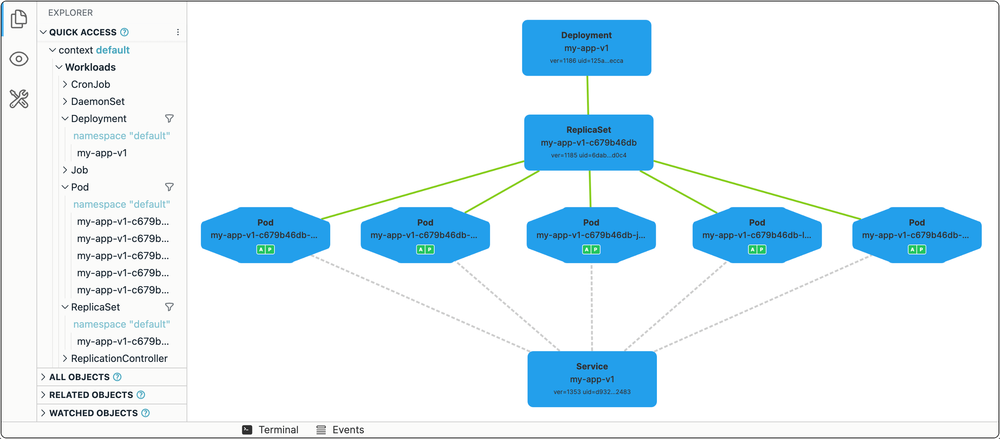 EXPLORER
QUICK ACCESS
context default
Workloads
CronJob
DaemonSet
Deployment
namespace "default"
my-app-v1
Job
Pod
namespace "default"
my-app-v1-c679b...
my-app-v1-c679b...
my-app-v1-c679b...
my-app-v1-c679b...
my-app-v1-c679b...
ReplicaSet
namespace "default"
my-app-v1-c679b...
ReplicationController
ALL OBJECTS
RELATED OBJECTS
WATCHED OBJECTS
Deployment
my-app-v1
ver=1186 uid=125a...ecca
ReplicaSet
my-app-v1-c679b46db
ver=1185 uid=6dab...d0c4
Pod
my-app-v1-c679b46db-...
A P
Pod
my-app-v1-c679b46db-...
A P
Pod
my-app-v1-c679b46db-j...
A P
Pod
my-app-v1-c679b46db-l...
A P
Pod
my-app-v1-c679b46db-...
A P
Service
my-app-v1
ver=1353 uid=d932...2483
Terminal
Events